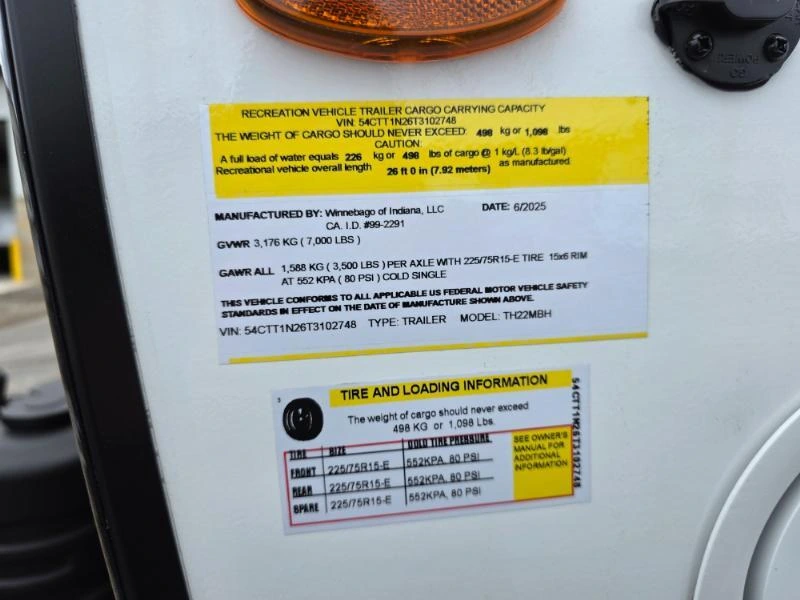 POWER TO GO
RECREATION VEHICLE TRAILER CARGO CARRYING CAPACITY
VIN: 54CTT1N26T3102748
THE WEIGHT OF CARGO SHOULD NEVER EXCEED: 498 kg or 1,098 lbs
CAUTION:
A full load of water equals 226 kg or 498 lbs of cargo @ 1 kg/L (8.3 lb/gal)
Recreational vehicle overall length 26 ft 0 in (7.92 meters) as manufactured.
MANUFACTURED BY: Winnebago of Indiana, LLC DATE: 6/2025
CA. I.D. #99-2291
GVWR 3,176 KG ( 7,000 LBS )
GAWR ALL 1,588 KG ( 3,500 LBS ) PER AXLE WITH 225/75R15-E TIRE 15x6 RIM
AT 552 KPA ( 80 PSI ) COLD SINGLE
THIS VEHICLE CONFORMS TO ALL APPLICABLE US FEDERAL MOTOR VEHICLE SAFETY
STANDARDS IN EFFECT ON THE DATE OF MANUFACTURE SHOWN ABOVE.
VIN: 54CTT1N26T3102748 TYPE: TRAILER MODEL: TH22MBH
3
TIRE AND LOADING INFORMATION
The weight of cargo should never exceed
498 KG or 1,098 Lbs.
TIRE SIZE COLD TIRE PRESSURE
FRONT 225/75R15-E 552KPA, 80 PSI
REAR 225/75R15-E 552KPA, 80 PSI
SPARE 225/75R15-E 552KPA, 80 PSI
SEE OWNER'S
MANUAL FOR
ADDITIONAL
INFORMATION
54CTT1N26T3102748